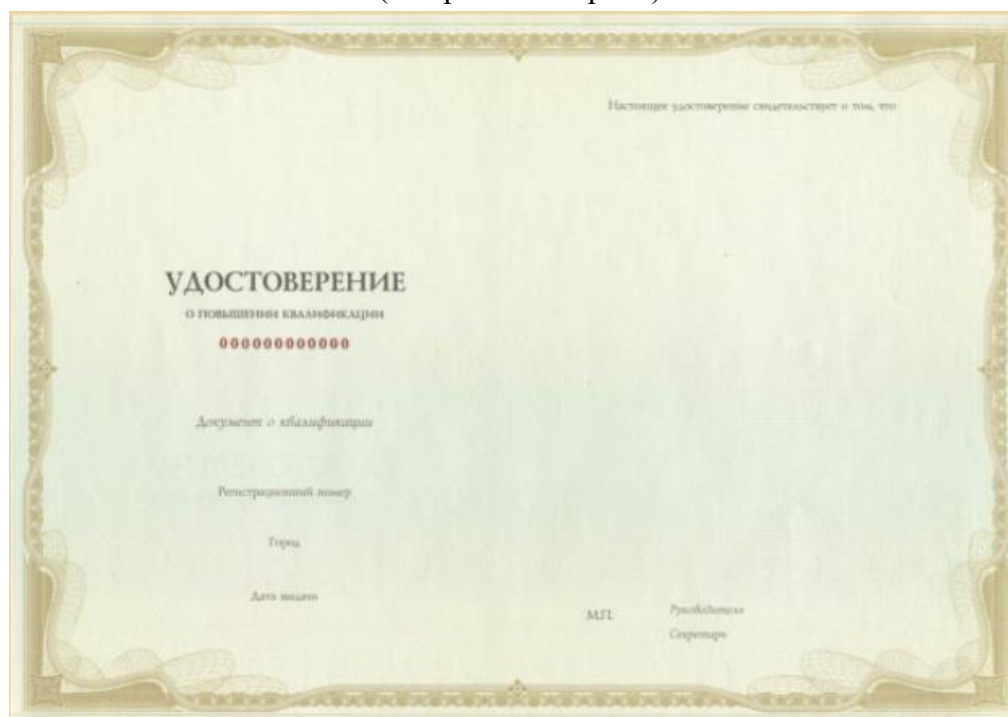 Настоящее удостоверение свидетельствует о том, что
УДОСТОВЕРЕНИЕ
О ПОВЫШЕНИИ КВАЛИФИКАЦИИ
000000000000
Документ о квалификации
Регистрационный номер
Город
Дата выдачи
М.П.
Руководитель
Секретарь